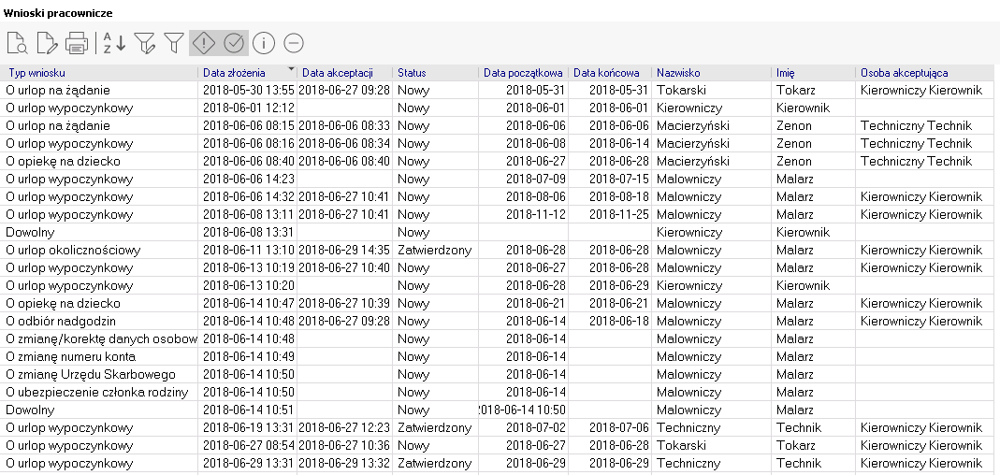 Wnioski pracownicze
Typ wniosku Data złożenia Data akceptacji Status Data początkowa Data końcowa Nazwisko Imię Osoba akceptująca
O urlop na żądanie 2018-05-30 13:55 2018-06-27 09:28 Nowy 2018-05-31 2018-05-31 Tokarski Tokarz Kierowniczy Kierownik
O urlop wypoczynkowy 2018-06-01 12:12 Nowy 2018-06-01 2018-06-01 Kierowniczy Kierownik
O urlop na żądanie 2018-06-06 08:15 2018-06-06 08:33 Nowy 2018-06-06 2018-06-06 Macierzyński Zenon Techniczny Technik
O urlop wypoczynkowy 2018-06-06 08:16 2018-06-06 08:34 Nowy 2018-06-08 2018-06-14 Macierzyński Zenon Techniczny Technik
O opiekę na dziecko 2018-06-06 08:40 2018-06-06 08:40 Nowy 2018-06-27 2018-06-28 Macierzyński Zenon Techniczny Technik
O urlop wypoczynkowy 2018-06-06 14:23 Nowy 2018-07-09 2018-07-15 Malowniczy Malarz
O urlop wypoczynkowy 2018-06-06 14:32 2018-06-27 10:41 Nowy 2018-08-06 2018-08-18 Malowniczy Malarz Kierowniczy Kierownik
O urlop wypoczynkowy 2018-06-08 13:11 2018-06-27 10:41 Nowy 2018-11-12 2018-11-25 Malowniczy Malarz Kierowniczy Kierownik
Dowolny 2018-06-08 13:31 Nowy Kierowniczy Kierownik
O urlop okolicznościowy 2018-06-11 13:10 2018-06-29 14:35 Zatwierdzony 2018-06-28 2018-06-28 Malowniczy Malarz Kierowniczy Kierownik
O urlop wypoczynkowy 2018-06-13 10:19 2018-06-27 10:40 Nowy 2018-06-27 2018-06-28 Malowniczy Malarz Kierowniczy Kierownik
O urlop wypoczynkowy 2018-06-13 10:20 Nowy 2018-06-28 2018-06-29 Kierowniczy Kierownik
O opiekę na dziecko 2018-06-14 10:47 2018-06-27 10:39 Nowy 2018-06-21 2018-06-21 Malowniczy Malarz Kierowniczy Kierownik
O odbiór nadgodzin 2018-06-14 10:48 2018-06-27 09:28 Nowy 2018-06-14 2018-06-18 Malowniczy Malarz Kierowniczy Kierownik
O zmianę/korektę danych osobow 2018-06-14 10:48 Nowy 2018-06-14 Malowniczy Malarz
O zmianę numeru konta 2018-06-14 10:49 Nowy 2018-06-14 Malowniczy Malarz
O zmianę Urzędu Skarbowego 2018-06-14 10:50 Nowy 2018-06-14 Malowniczy Malarz
O ubezpieczenie członka rodziny 2018-06-14 10:50 Nowy 2018-06-14 Malowniczy Malarz
Dowolny 2018-06-14 10:51 Nowy 2018-06-14 10:50 Malowniczy Malarz
O urlop wypoczynkowy 2018-06-19 13:31 2018-06-27 12:23 Zatwierdzony 2018-07-02 2018-07-06 Techniczny Technik Kierowniczy Kierownik
O urlop wypoczynkowy 2018-06-27 08:54 2018-06-27 10:36 Nowy 2018-06-27 2018-06-28 Tokarski Tokarz Kierowniczy Kierownik
O urlop wypoczynkowy 2018-06-29 13:31 2018-06-29 13:32 Zatwierdzony 2018-06-29 2018-06-29 Techniczny Technik Kierowniczy Kierownik